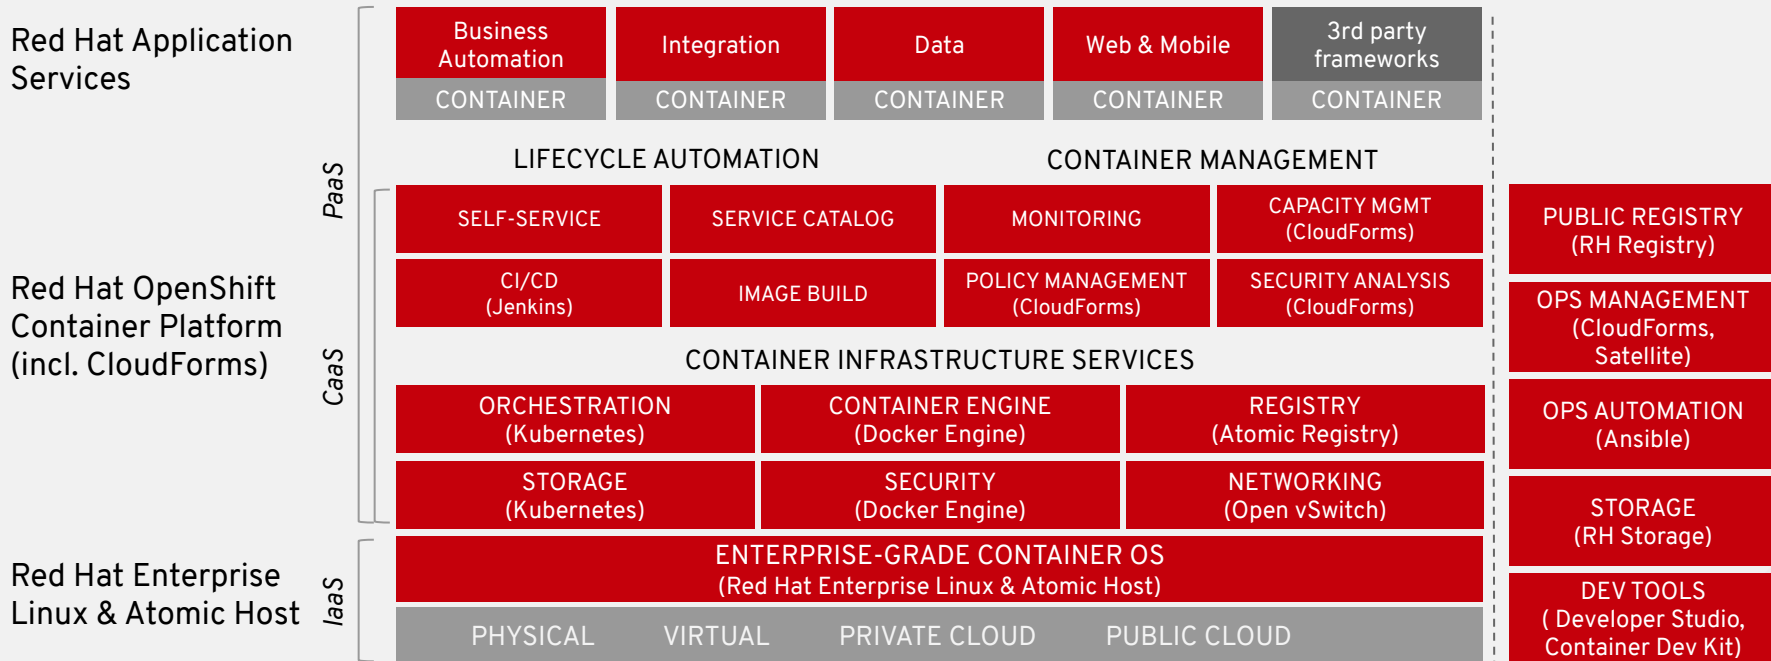 Red Hat Application
Services
Business
Automation
CONTAINER
Integration
CONTAINER
Data
CONTAINER
Web & Mobile
CONTAINER
3rd party
frameworks
CONTAINER
PaaS
LIFECYCLE AUTOMATION
CONTAINER MANAGEMENT
Red Hat OpenShift
Container Platform
(incl. CloudForms)
CaaS
SELF-SERVICE
SERVICE CATALOG
MONITORING
CAPACITY MGMT
(CloudForms)
CI/CD
(Jenkins)
IMAGE BUILD
POLICY MANAGEMENT
(CloudForms)
SECURITY ANALYSIS
(CloudForms)
CONTAINER INFRASTRUCTURE SERVICES
ORCHESTRATION
(Kubernetes)
CONTAINER ENGINE
(Docker Engine)
REGISTRY
(Atomic Registry)
STORAGE
(Kubernetes)
SECURITY
(Docker Engine)
NETWORKING
(Open vSwitch)
Red Hat Enterprise
Linux & Atomic Host
IaaS
ENTERPRISE-GRADE CONTAINER OS
(Red Hat Enterprise Linux & Atomic Host)
PHYSICAL
VIRTUAL
PRIVATE CLOUD
PUBLIC CLOUD
PUBLIC REGISTRY
(RH Registry)
OPS MANAGEMENT
(CloudForms,
Satellite)
OPS AUTOMATION
(Ansible)
STORAGE
(RH Storage)
DEV TOOLS
( Developer Studio,
Container Dev Kit)